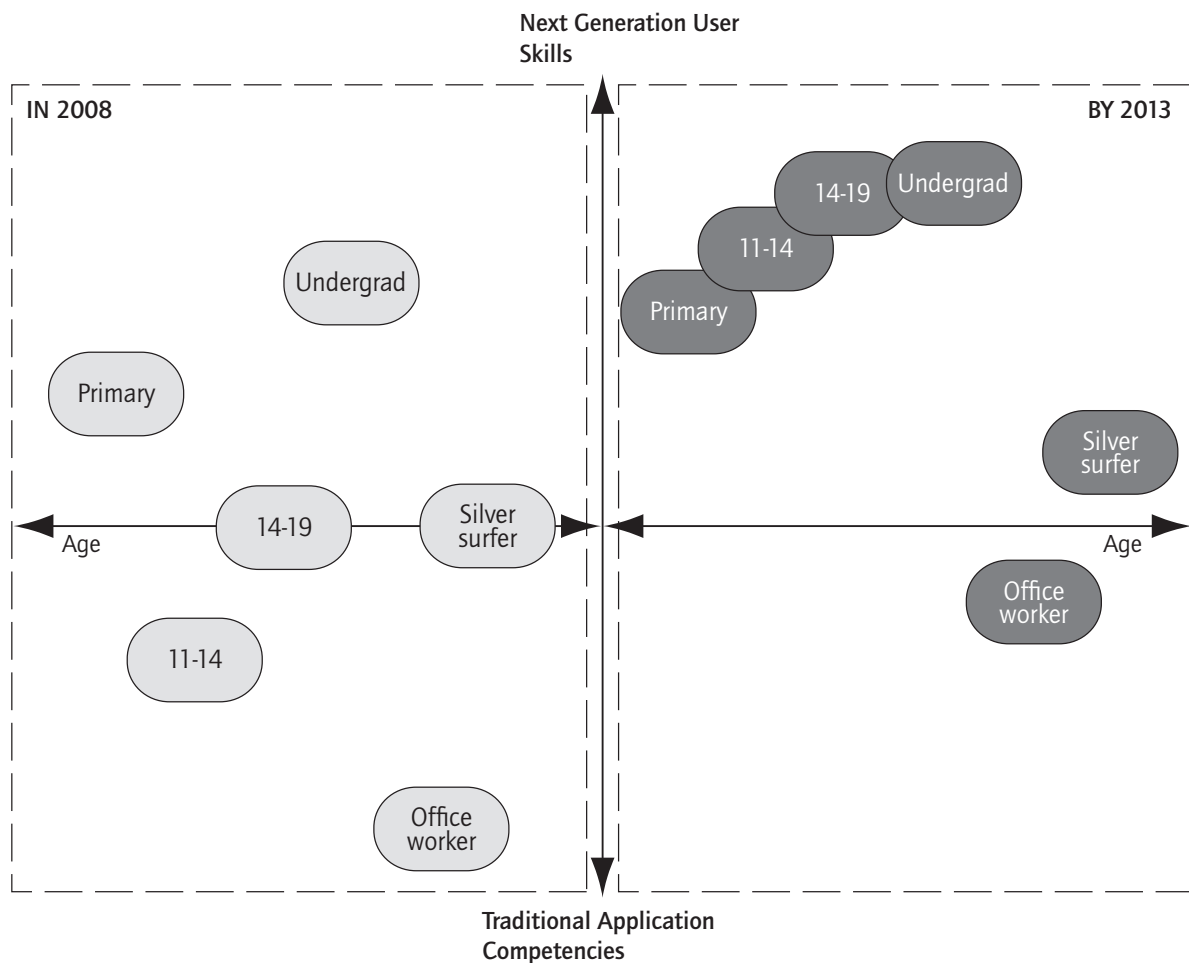 Next Generation User
Skills
IN 2008
BY 2013
Undergrad
Primary
14-19
Silver
surfer
Age
11-14
Office
worker
14-19
Undergrad
11-14
Primary
Silver
surfer
Age
Office
worker
Traditional Application
Competencies